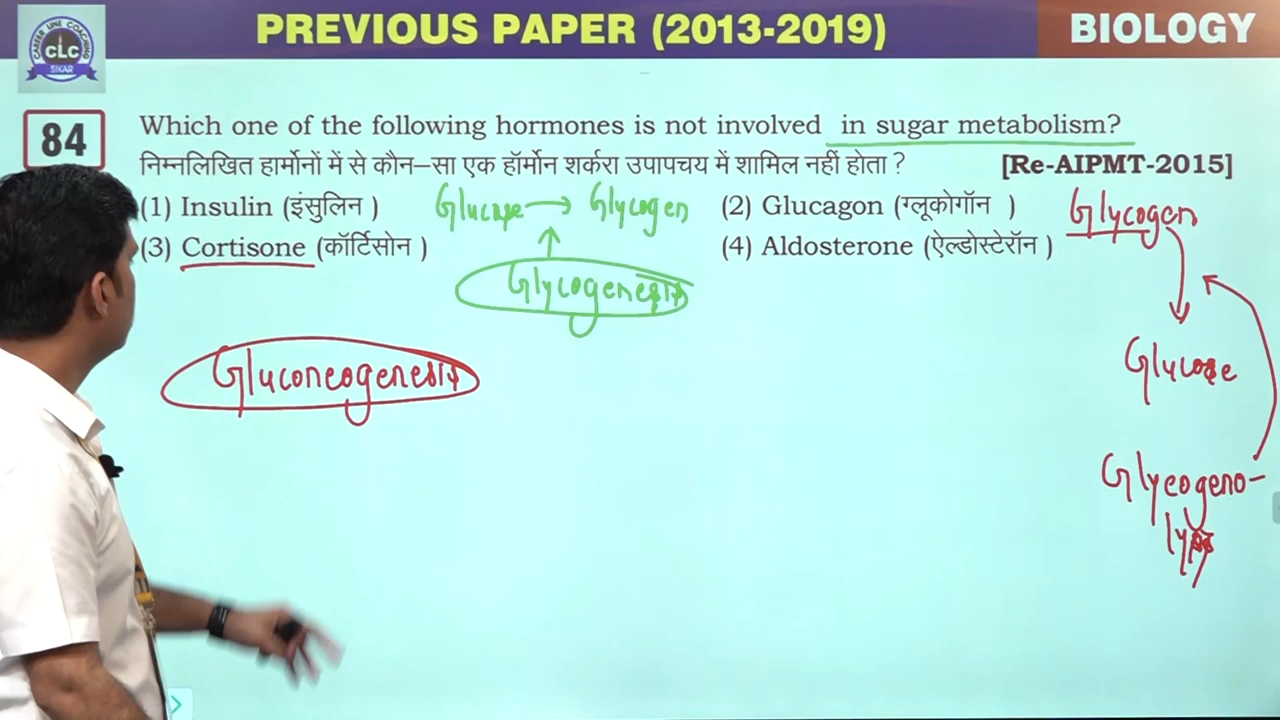 PREVIOUS PAPER (2013-2019)
BIOLOGY
CAREER LINE COACHING
CLC
SIKAR
84
Which one of the following hormones is not involved in sugar metabolism?
निम्नलिखित हार्मोनों में से कौन–सा एक हॉर्मोन शर्करा उपापचय में शामिल नहीं होता ? [Re-AIPMT-2015]
(1) Insulin (इंसुलिन ) Glucose → Glycogen (2) Glucagon (ग्लूकोगॉन ) Glycogen
(3) Cortisone (कॉर्टिसोन ) (4) Aldosterone (ऐल्डोस्टेरॉन )
Glycogenesis
Gluconeogenesis
Glucose
Glycogeno-
lysis